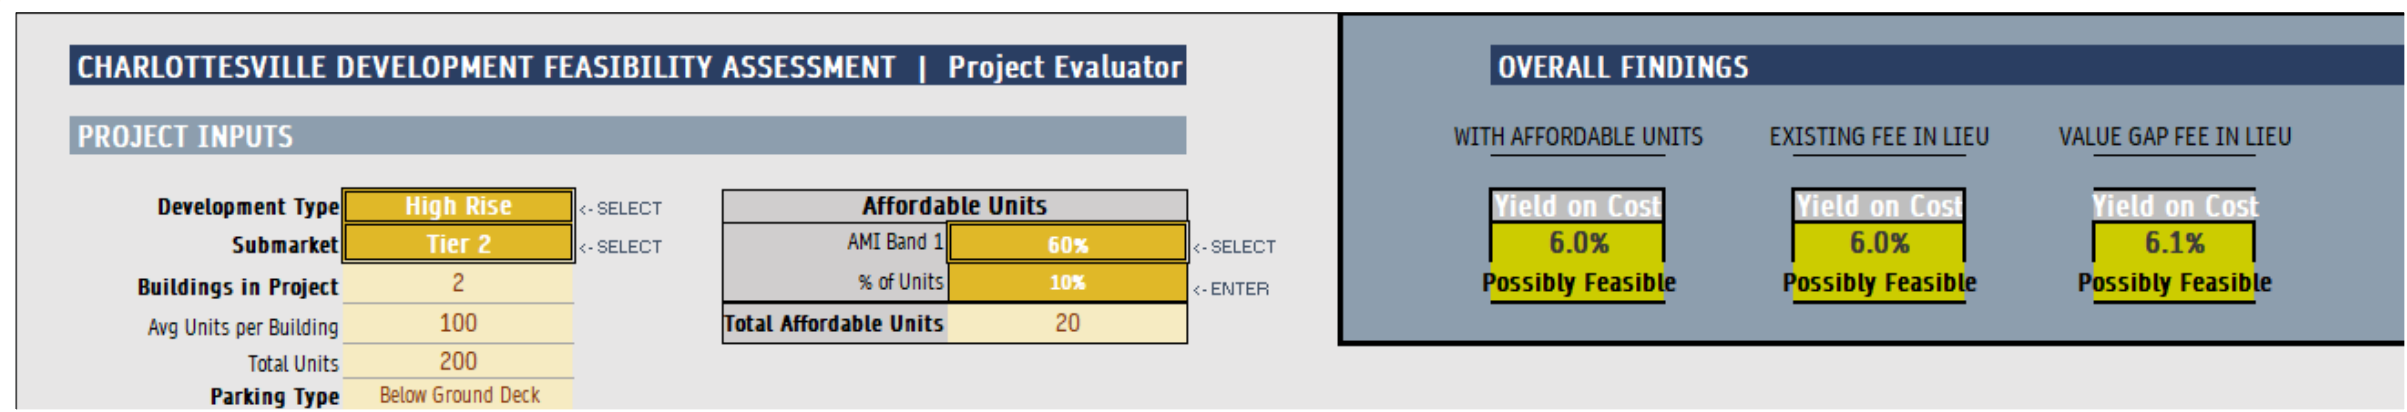 CHARLOTTESVILLE DEVELOPMENT FEASIBILITY ASSESSMENT | Project Evaluator
PROJECT INPUTS
Development Type High Rise <- SELECT
Submarket Tier 2 <- SELECT
Buildings in Project 2
Avg Units per Building 100
Total Units 200
Parking Type Below Ground Deck
Affordable Units
AMI Band 1 60% <- SELECT
% of Units 10% <- ENTER
Total Affordable Units 20
OVERALL FINDINGS
WITH AFFORDABLE UNITS EXISTING FEE IN LIEU VALUE GAP FEE IN LIEU
Yield on Cost Yield on Cost Yield on Cost
6.0% 6.0% 6.1%
Possibly Feasible Possibly Feasible Possibly Feasible